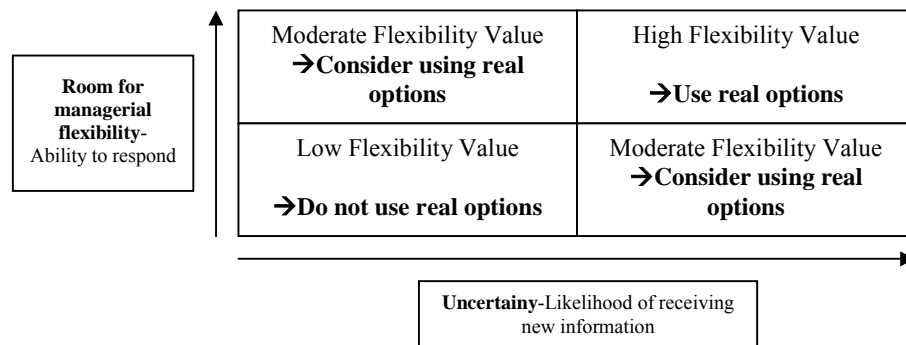 Moderate Flexibility Value
→Consider using real
options
High Flexibility Value
→Use real options
Room for
managerial
flexibility-
Ability to respond
Low Flexibility Value
→Do not use real options
Moderate Flexibility Value
→Consider using real
options
Uncertainy-Likelihood of receiving
new information